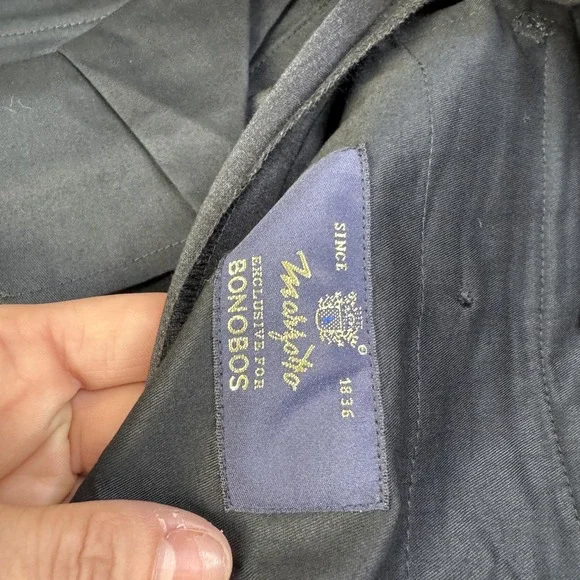 SINCE 1836
Marzotto
EXCLUSIVE FOR
BONOBOS